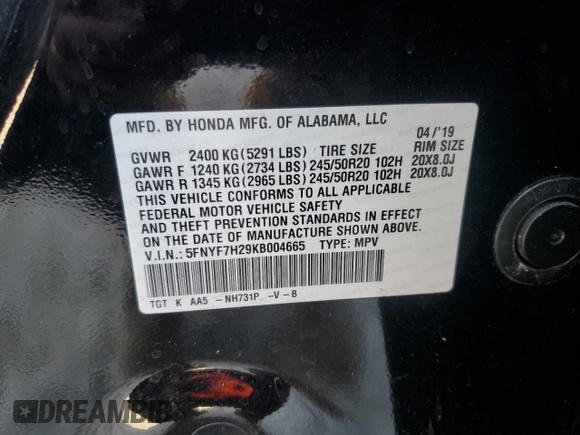 MFD. BY HONDA MFG. OF ALABAMA, LLC
04/'19
GVWR 2400 KG(5291 LBS) TIRE SIZE RIM SIZE
GAWR F 1240 KG(2734 LBS) 245/50R20 102H 20X8.0J
GAWR R 1345 KG(2965 LBS) 245/50R20 102H 20X8.0J
THIS VEHICLE CONFORMS TO ALL APPLICABLE
FEDERAL MOTOR VEHICLE SAFETY
AND THEFT PREVENTION STANDARDS IN EFFECT
ON THE DATE OF MANUFACTURE SHOWN ABOVE.
V.I.N.: 5FNYF7H29KB004665 TYPE: MPV
TGT K AA5 -NH731P -V-B
DREAMBID